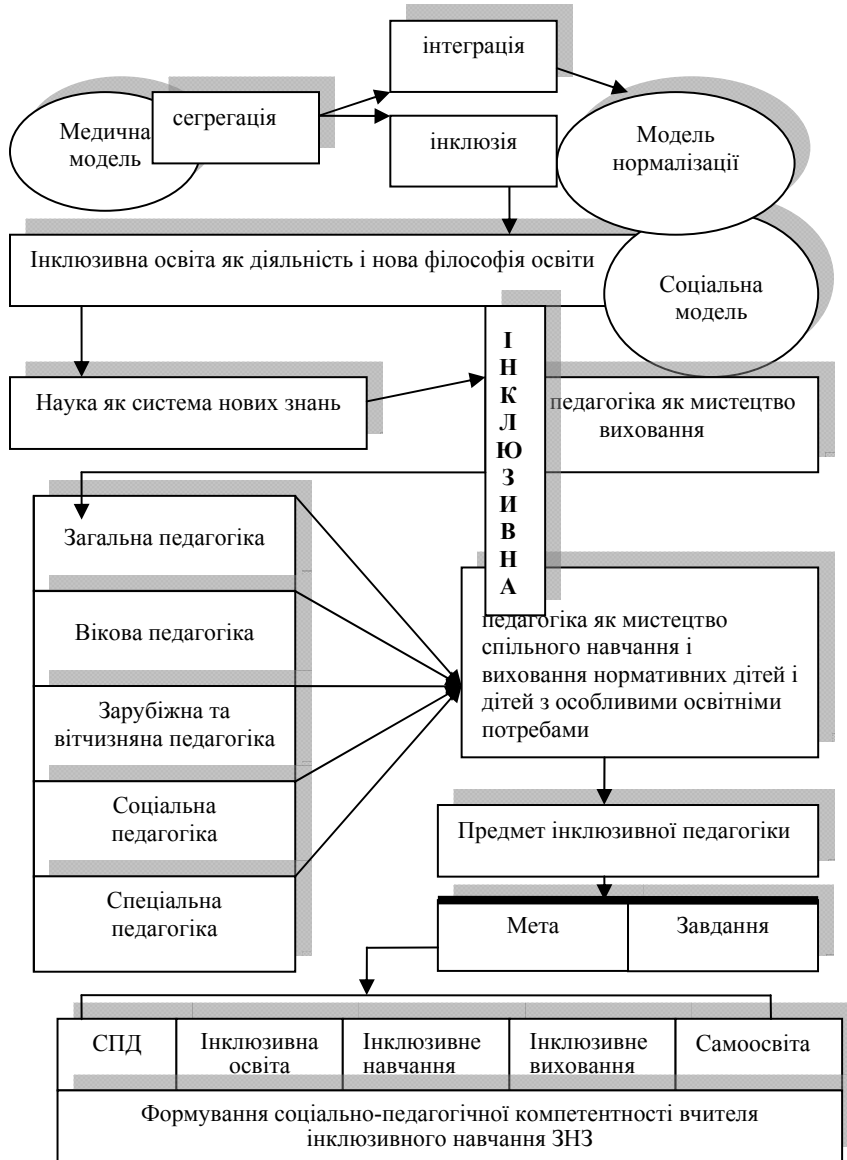 інтеграція
сегрегація
Медична
модель
інклюзія
Модель
нормалізації
Інклюзивна освіта як діяльність і нова філософія освіти
Соціальна
модель
ІНКЛЮЗИВНА
Наука як система нових знань
педагогіка як мистецтво
виховання
Загальна педагогіка
Вікова педагогіка
Зарубіжна та
вітчизняна педагогіка
Соціальна
педагогіка
Спеціальна
педагогіка
педагогіка як мистецтво
спільного навчання і
виховання нормативних дітей і
дітей з особливими освітніми
потребами
Предмет інклюзивної педагогіки
Мета
Завдання
СПД
Інклюзивна
освіта
Інклюзивне
навчання
Інклюзивне
виховання
Самоосвіта
Формування соціально-педагогічної компетентності вчителя
інклюзивного навчання ЗНЗ